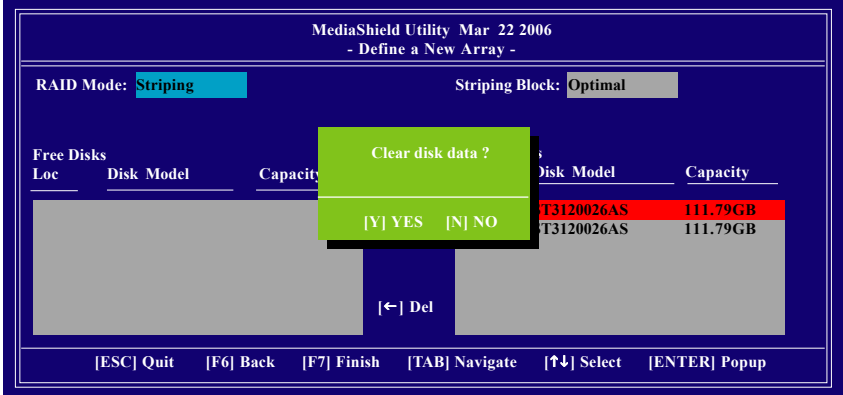 MediaShield Utility Mar 22 2006
- Define a New Array -
RAID Mode: Striping
Striping Block: Optimal
Free Disks
Loc Disk Model Capacity
Disk Model Capacity
Clear disk data ?
[Y] YES [N] NO
ST3120026AS 111.79GB
ST3120026AS 111.79GB
[←] Del
[ESC] Quit [F6] Back [F7] Finish [TAB] Navigate [↑↓] Select [ENTER] Popup